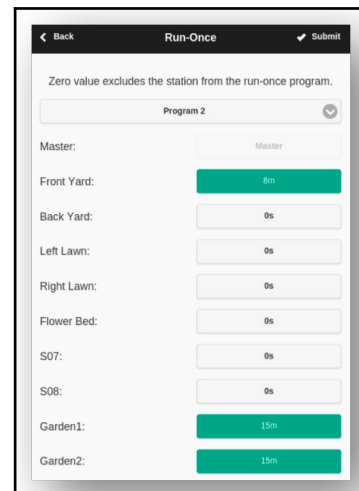 Back Run-Once Submit
Zero value excludes the station from the run-once program.
Program 2
Master: Master
Front Yard: 8m
Back Yard: 0s
Left Lawn: 0s
Right Lawn: 0s
Flower Bed: 0s
S07: 0s
S08: 0s
Garden1: 15m
Garden2: 15m